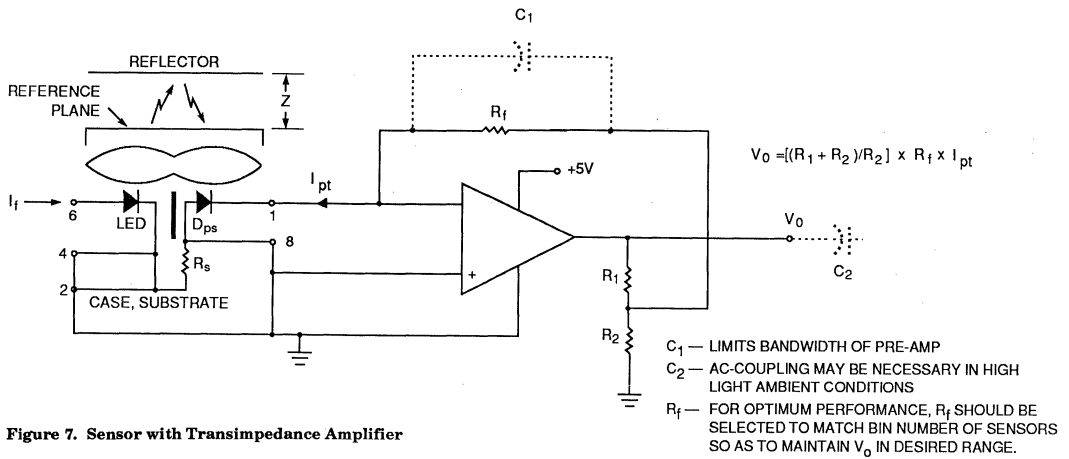 C1
REFLECTOR
REFERENCE
PLANE
Z
Rf
V0 =[(R1 + R2 )/R2 ] x Rf x Ipt
+5V
Ipt
If
6
LED
Dps
1
V0
4
8
Rs
C2
2
CASE, SUBSTRATE
+
R1
R2
C1 — LIMITS BANDWIDTH OF PRE-AMP
C2 — AC-COUPLING MAY BE NECESSARY IN HIGH
LIGHT AMBIENT CONDITIONS
Rf — FOR OPTIMUM PERFORMANCE, Rf SHOULD BE
SELECTED TO MATCH BIN NUMBER OF SENSORS
SO AS TO MAINTAIN Vo IN DESIRED RANGE.
Figure 7. Sensor with Transimpedance Amplifier